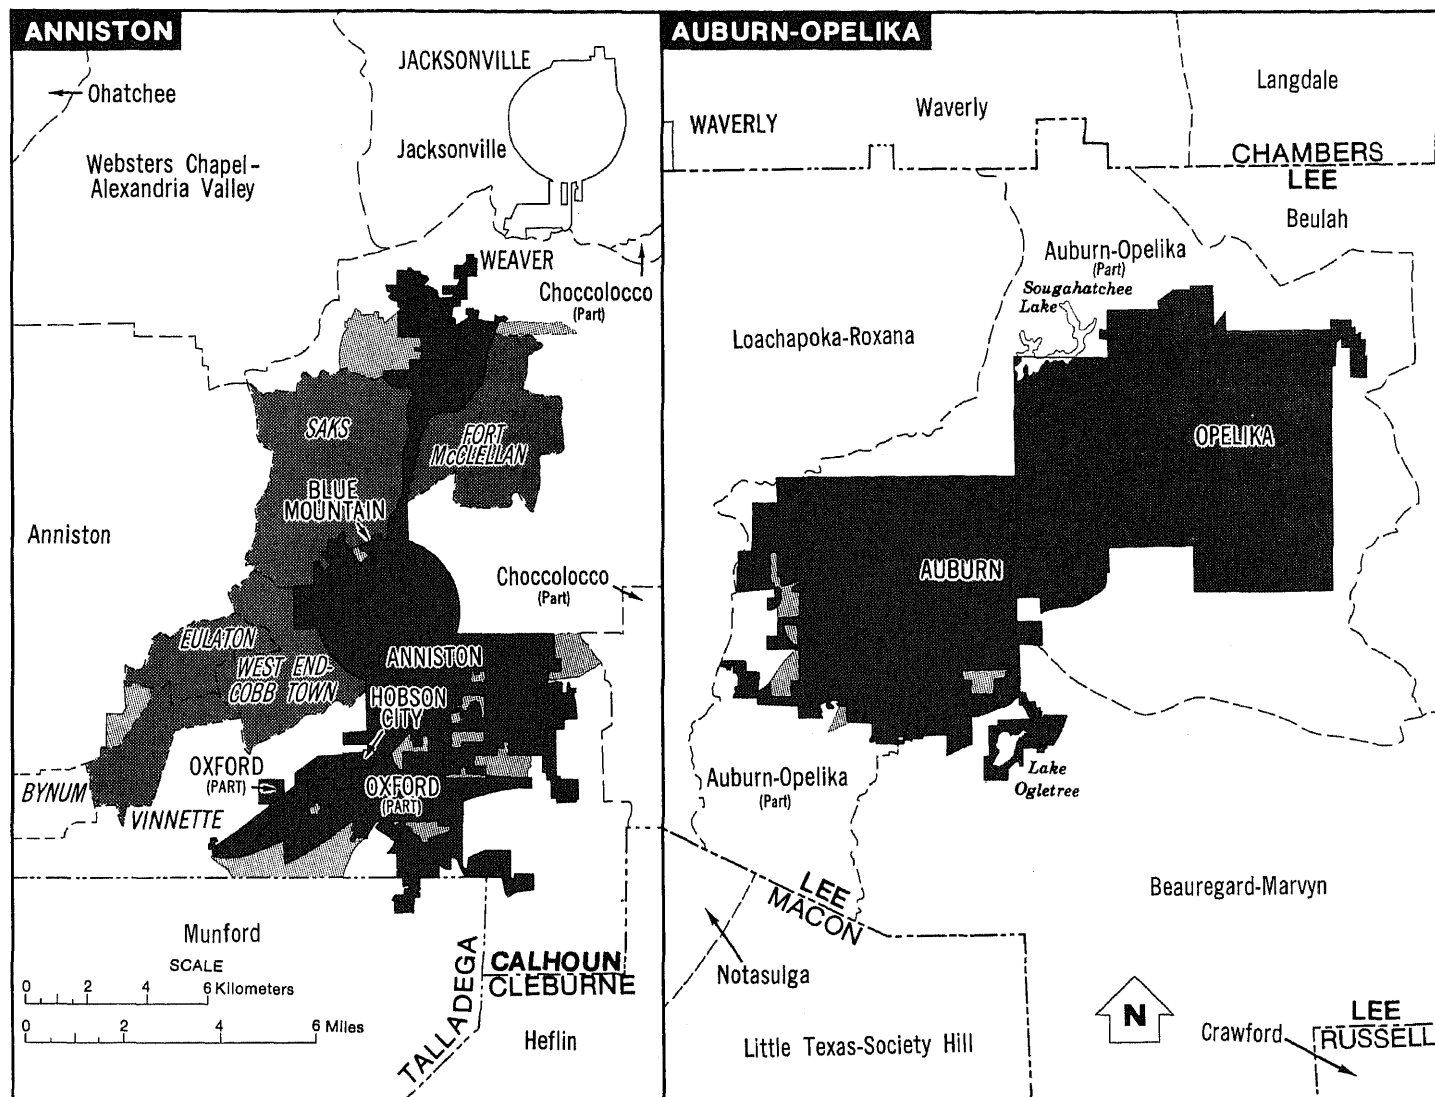 ANNISTON
JACKSONVILLE
Ohatchee
Jacksonville
Websters Chapel-
Alexandria Valley
WEAVER
Choccolocco
(Part)
SAKS
FORT
McCLELLAN
BLUE
MOUNTAIN
Anniston
Choccolocco
(Part)
EULATON
WEST END-
COBB TOWN
ANNISTON
HOBSON
CITY
OXFORD
(PART)
OXFORD
(PART)
BYNUM
VINNETTE
Munford
SCALE
0 2 4 6 Kilometers
0 2 4 6 Miles
TALLADEGA
CALHOUN
CLEBURNE
Heflin
AUBURN-OPELIKA
Langdale
Waverly
WAVERLY
CHAMBERS
LEE
Beulah
Auburn-Opelika
(Part)
Sougahatchee
Lake
Loachapoka-Roxana
OPELIKA
AUBURN
Auburn-Opelika
(Part)
Lake
Ogletree
LEE
MACON
Beauregard-Marvyn
Notasulga
N
Little Texas-Society Hill
Crawford
LEE
RUSSELL